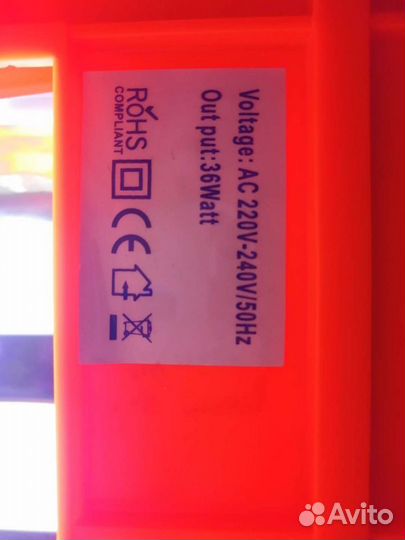 Voltage: AC 220V-240V/50Hz
Out put:36Watt
RoHS
COMPLIANT
CE
Avito